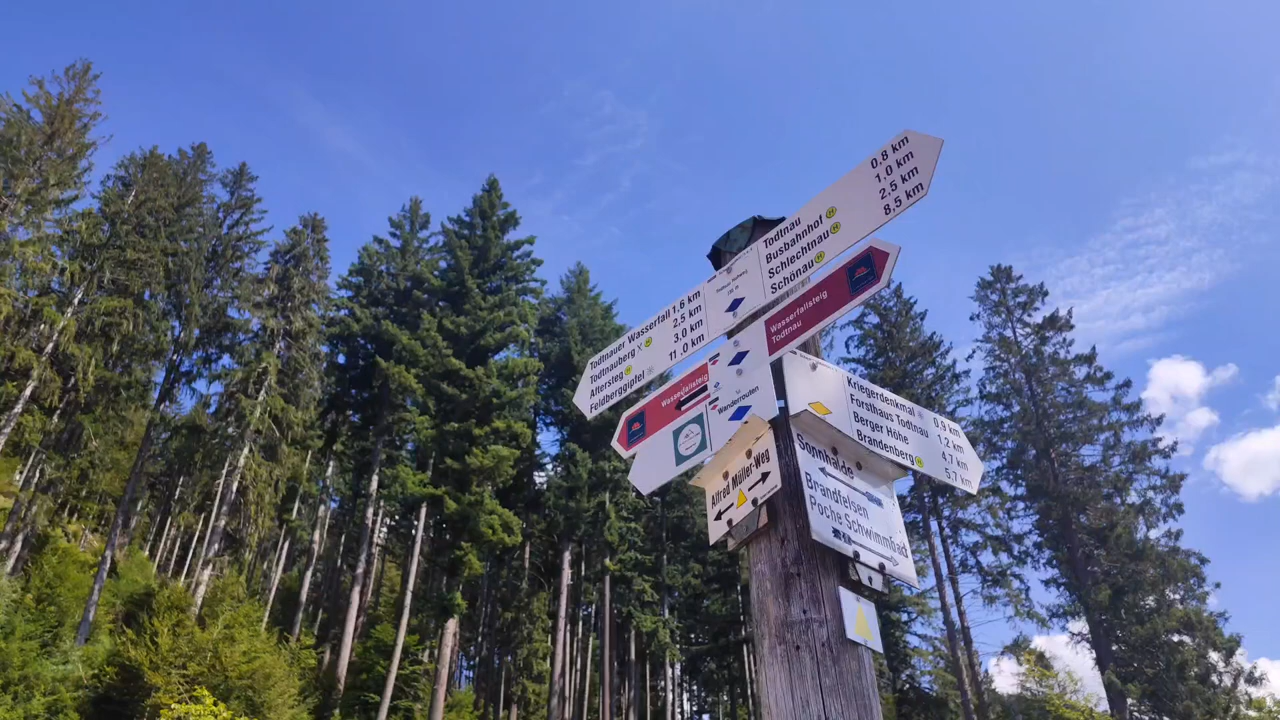 Todtnau 0,8 km
Busbahnhof H 1,0 km
Schlechtnau H 2,5 km
Schönau H 8,5 km
Todtnauer Wasserfall 1,6 km
Todtnauberg H 2,5 km
Aftersteg H 3,0 km
Feldberggipfel 11,0 km
Wasserfallsteig
Todtnau
Wasserfallsteig
Wanderrouten
Kriegerdenkmal 0,9 km
Forsthaus Todtnau 1,2 km
Berger Höhe 4,7 km
Brandenberg H 5,7 km
Alfred Müller-Weg
Sonnhalde
Brandfelsen
Poche Schwimmbad